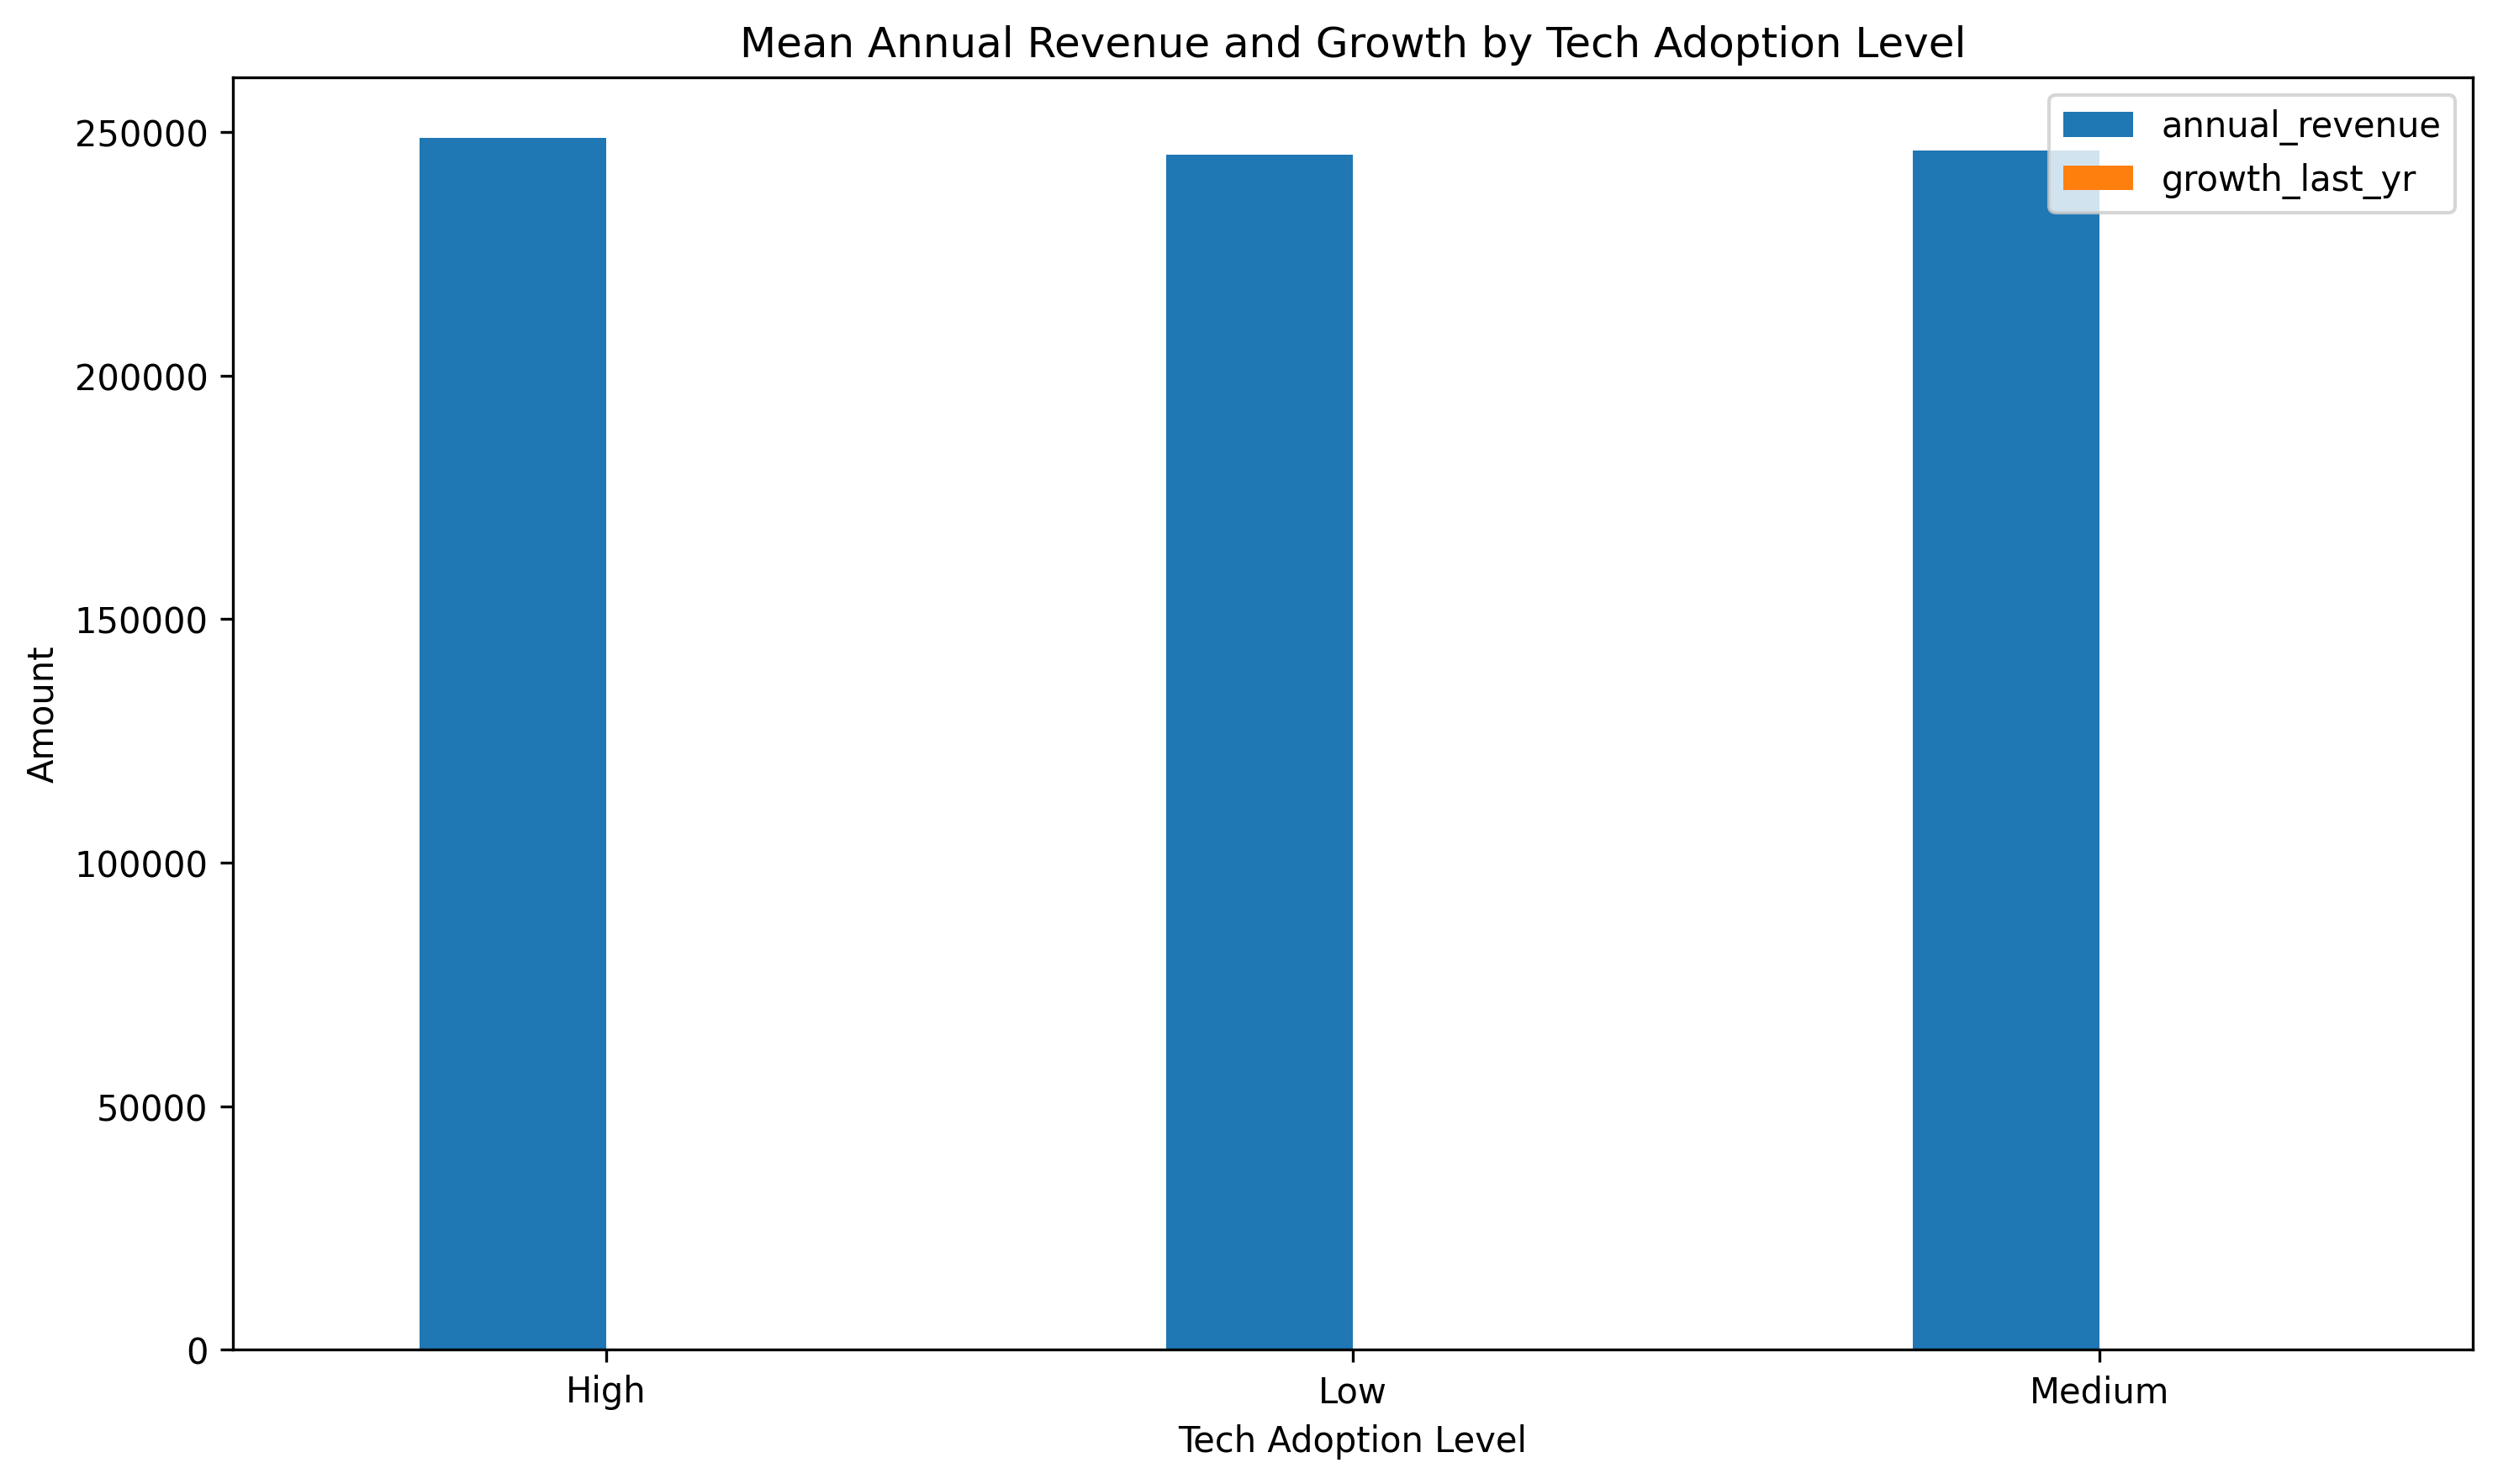 Mean Annual Revenue and Growth by Tech Adoption Level
annual_revenue
growth_last_yr
250000
200000
150000
100000
50000
0
Amount
High
Low
Medium
Tech Adoption Level